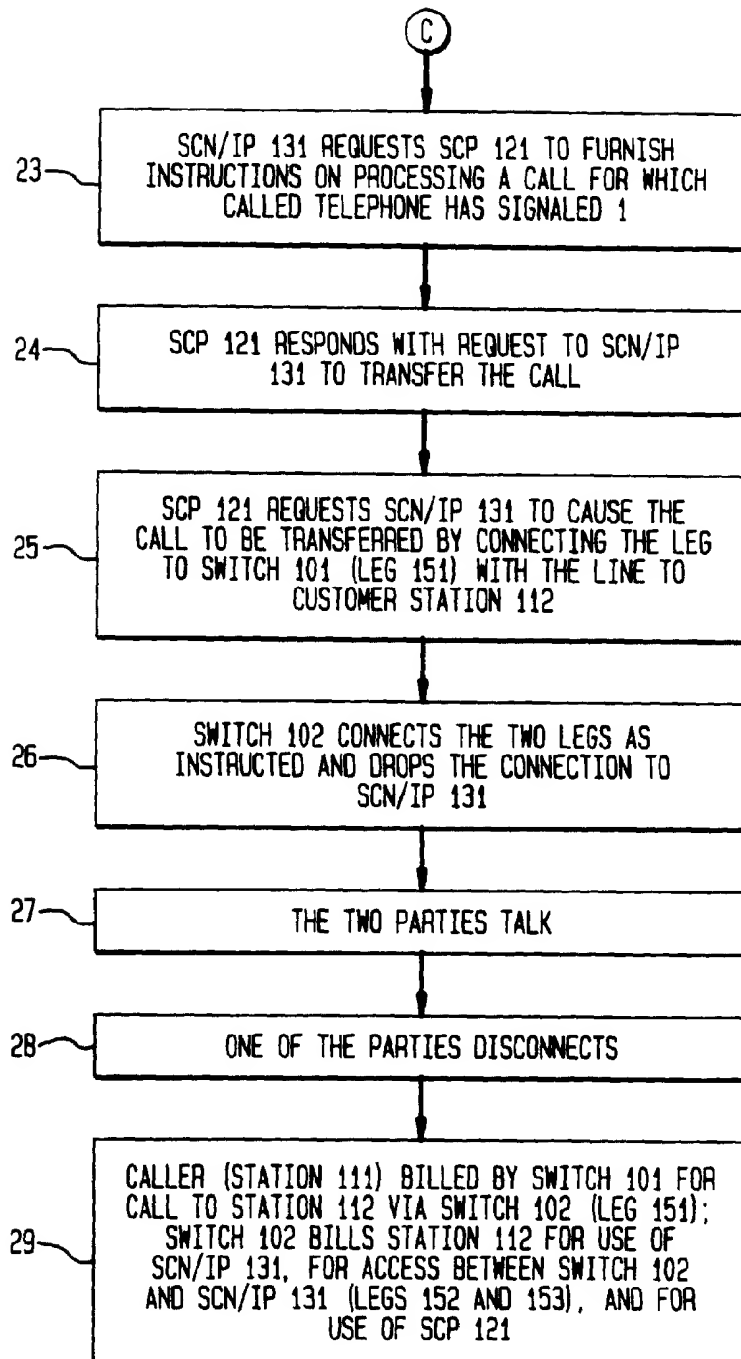 C
23
SCN/IP 131 REQUESTS SCP 121 TO FURNISH
INSTRUCTIONS ON PROCESSING A CALL FOR WHICH
CALLED TELEPHONE HAS SIGNALED 1
24
SCP 121 RESPONDS WITH REQUEST TO SCN/IP
131 TO TRANSFER THE CALL
25
SCP 121 REQUESTS SCN/IP 131 TO CAUSE THE
CALL TO BE TRANSFERRED BY CONNECTING THE LEG
TO SWITCH 101 (LEG 151) WITH THE LINE TO
CUSTOMER STATION 112
26
SWITCH 102 CONNECTS THE TWO LEGS AS
INSTRUCTED AND DROPS THE CONNECTION TO
SCN/IP 131
27
THE TWO PARTIES TALK
28
ONE OF THE PARTIES DISCONNECTS
29
CALLER (STATION 111) BILLED BY SWITCH 101 FOR
CALL TO STATION 112 VIA SWITCH 102 (LEG 151);
SWITCH 102 BILLS STATION 112 FOR USE OF
SCN/IP 131, FOR ACCESS BETWEEN SWITCH 102
AND SCN/IP 131 (LEGS 152 AND 153), AND FOR
USE OF SCP 121